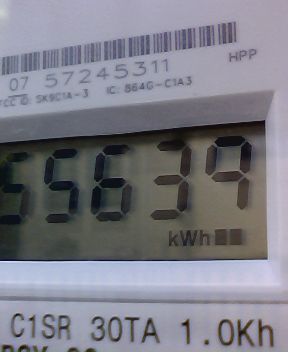 HPP
07 57245311
FCC ID: SK9C1A-3 IC: 864G-C1A3
55639
kWh
C1SR 30TA 1.0Kh